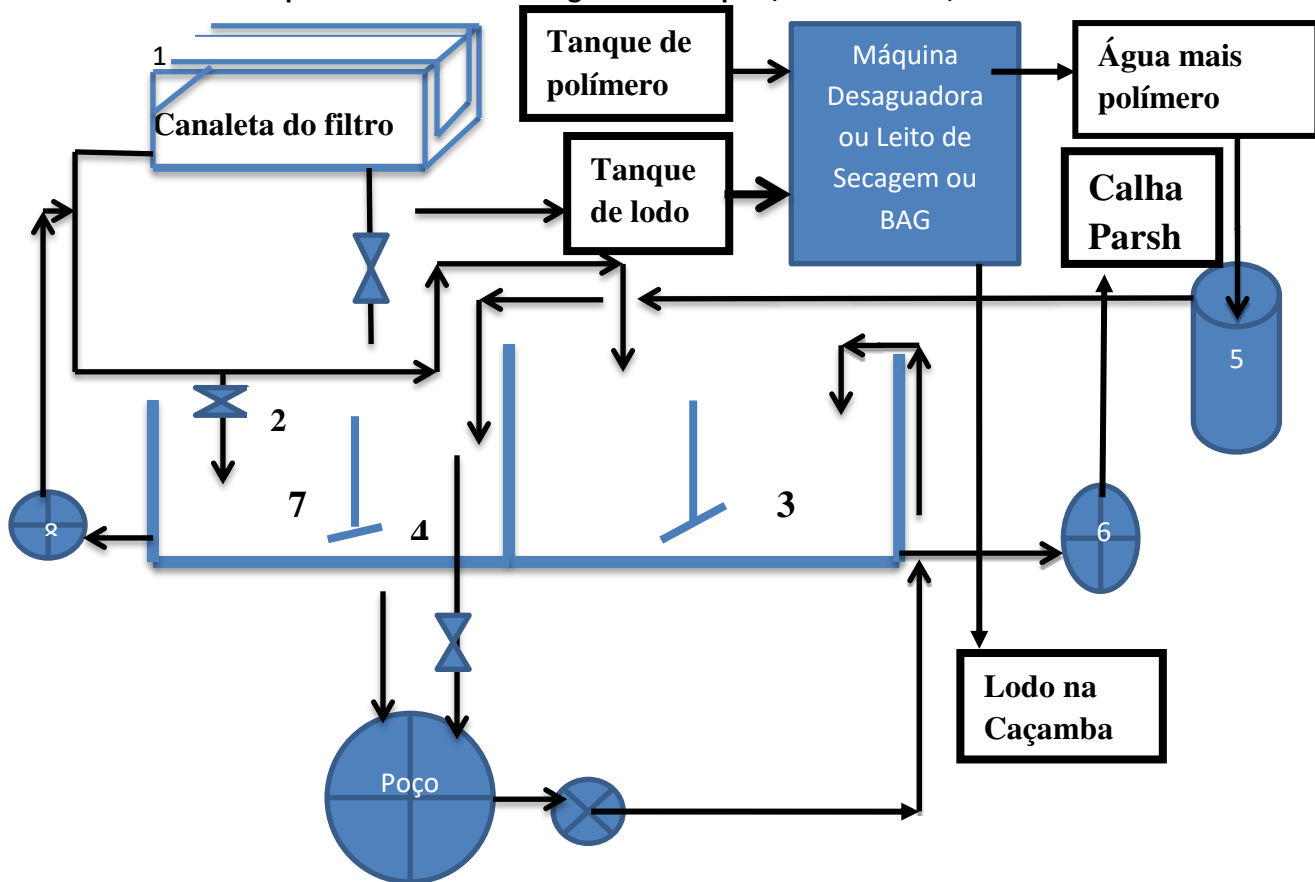 1
Canaleta do filtro
Tanque de
polímero
Tanque
de lodo
Máquina
Desaguadora
ou Leito de
Secagem ou
BAG
Água mais
polímero
Calha
Parsh
5
2
7
4
3
8
6
Lodo na
Caçamba
Poço